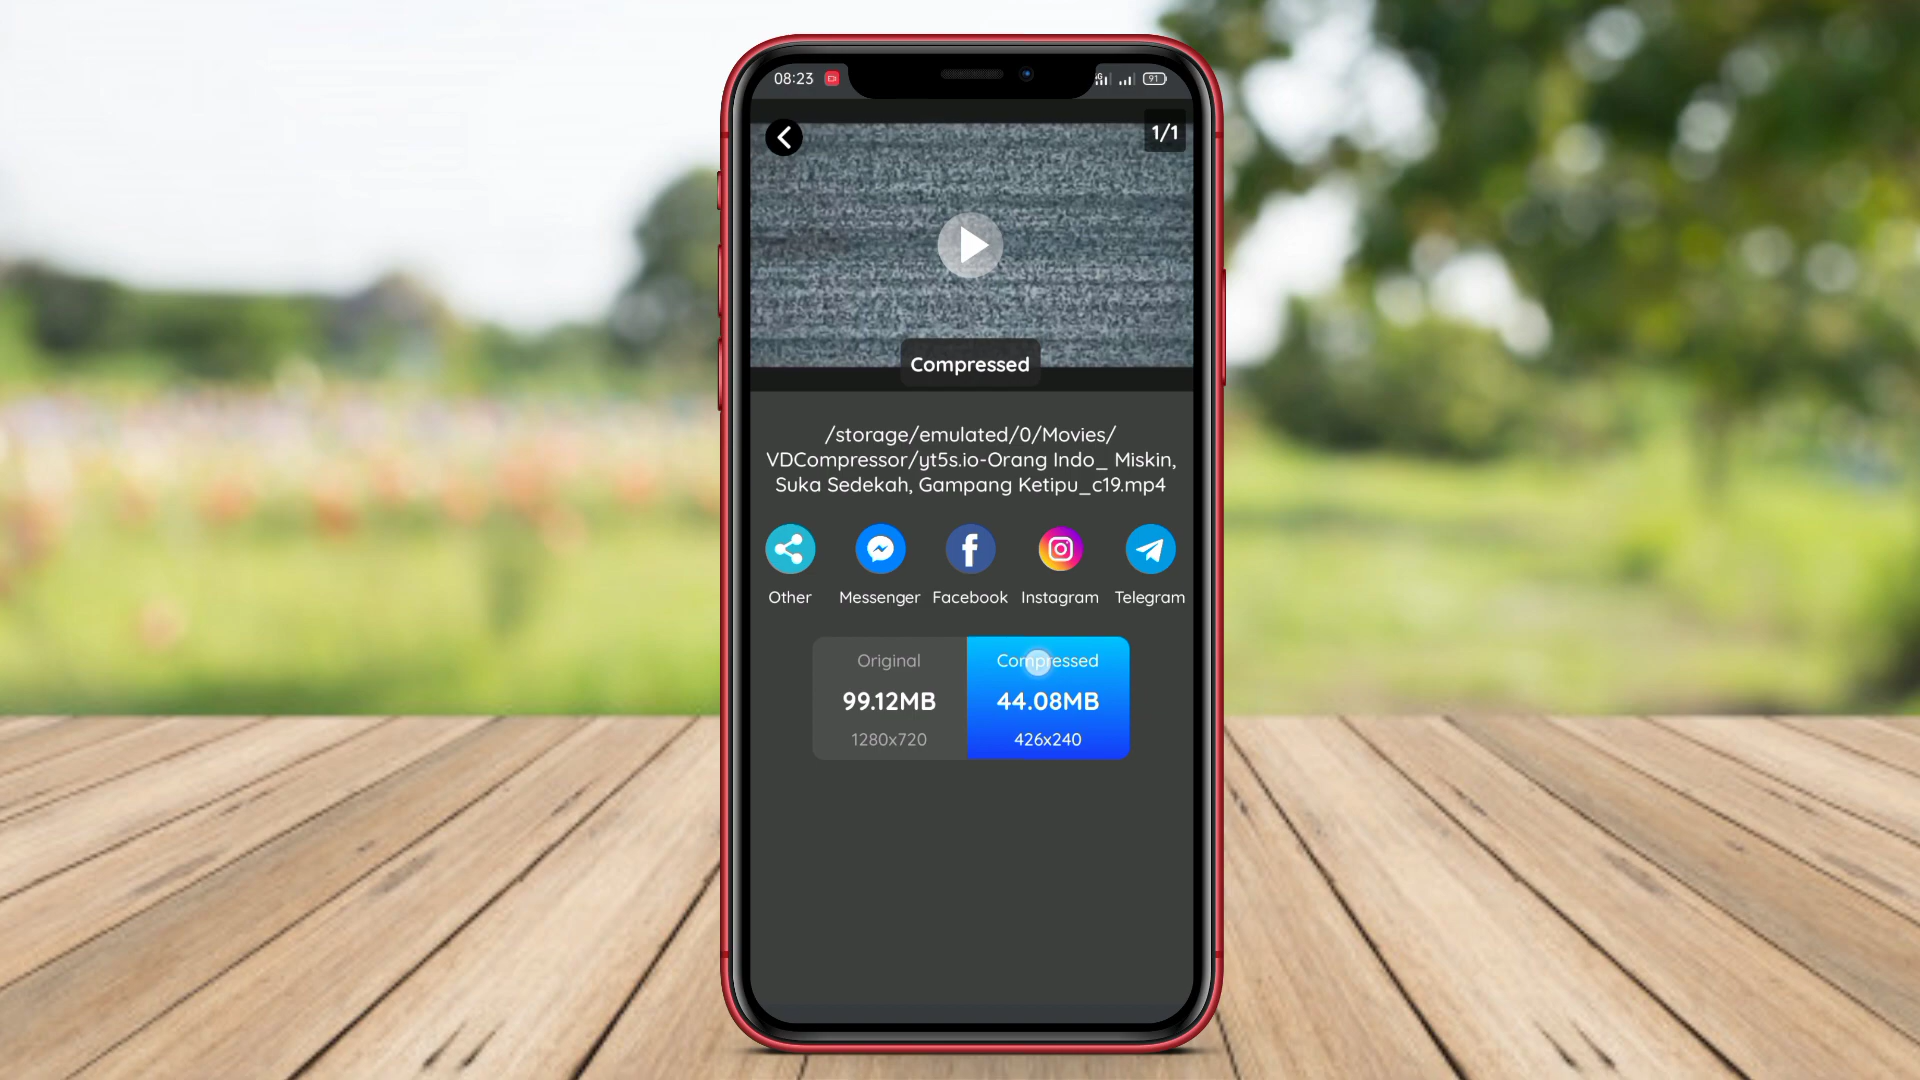 08:23
91
1/1
Compressed
/storage/emulated/0/Movies/
VDCompressor/yt5s.io-Orang Indo_ Miskin,
Suka Sedekah, Gampang Ketipu_c19.mp4
Other Messenger Facebook Instagram Telegram
Original Compressed
99.12MB 44.08MB
1280x720 426x240